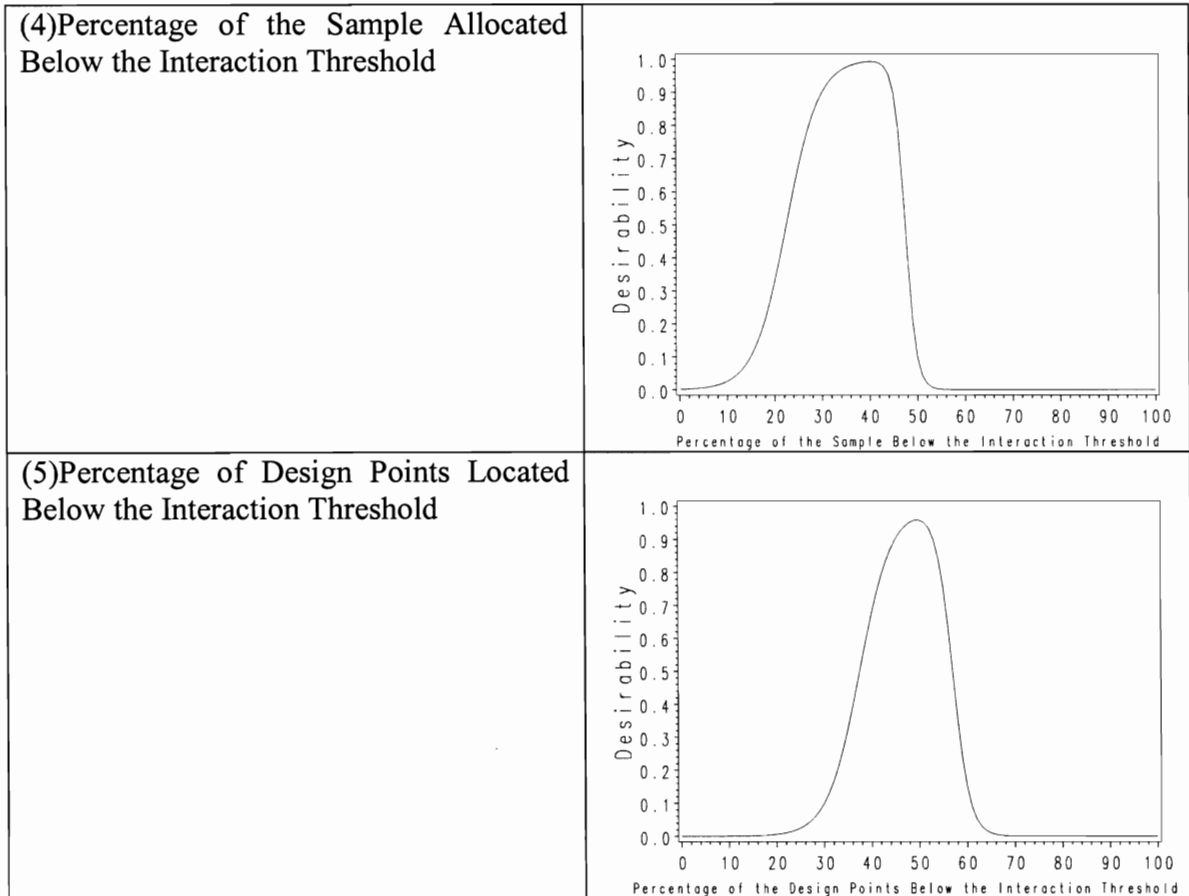 (4)Percentage of the Sample Allocated
Below the Interaction Threshold
Desirability
1.0
0.9
0.8
0.7
0.6
0.5
0.4
0.3
0.2
0.1
0.0
0 10 20 30 40 50 60 70 80 90 100
Percentage of the Sample Below the Interaction Threshold
(5)Percentage of Design Points Located
Below the Interaction Threshold
Desirability
1.0
0.9
0.8
0.7
0.6
0.5
0.4
0.3
0.2
0.1
0.0
0 10 20 30 40 50 60 70 80 90 100
Percentage of the Design Points Below the Interaction Threshold